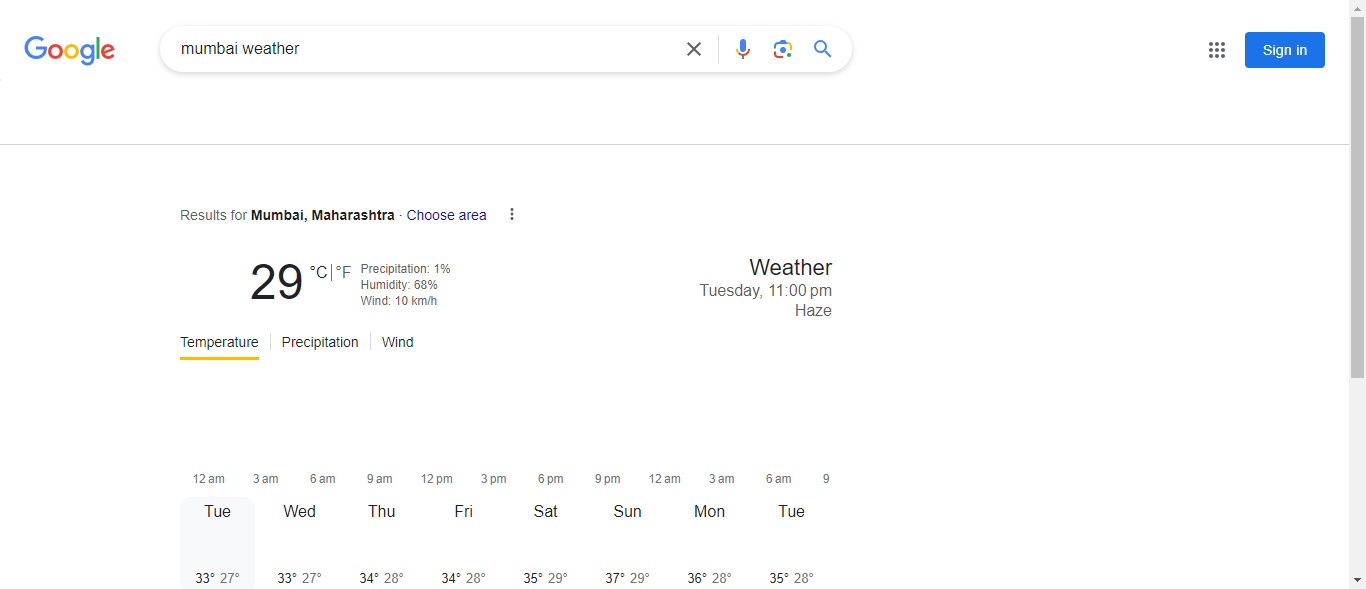 Google
mumbai weather
Sign in
Results for Mumbai, Maharashtra · Choose area
29 °C | °F
Precipitation: 1%
Humidity: 68%
Wind: 10 km/h
Weather
Tuesday, 11:00 pm
Haze
Temperature Precipitation Wind
12 am 3 am 6 am 9 am 12 pm 3 pm 6 pm 9 pm 12 am 3 am 6 am 9
Tue Wed Thu Fri Sat Sun Mon Tue
33° 27° 33° 27° 34° 28° 34° 28° 35° 29° 37° 29° 36° 28° 35° 28°